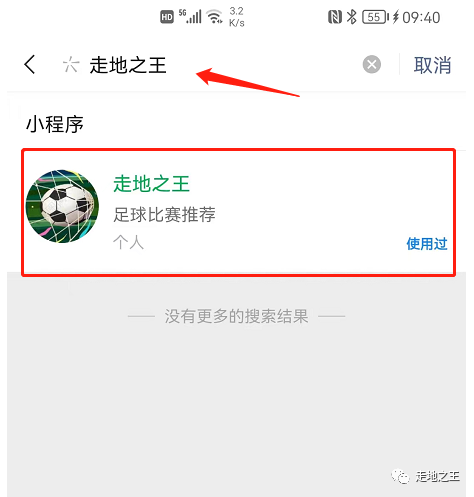 HD 5G 3.2 K/s 55 09:40
走地之王 取消
小程序
走地之王
足球比赛推荐
个人
使用过
没有更多的搜索结果
走地之王